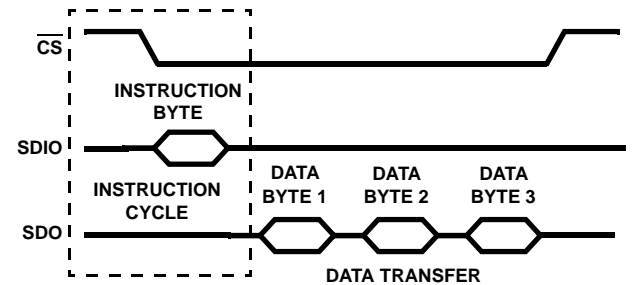 CS
INSTRUCTION
BYTE
SDIO
INSTRUCTION
CYCLE
DATA
BYTE 1
DATA
BYTE 2
DATA
BYTE 3
SDO
DATA TRANSFER